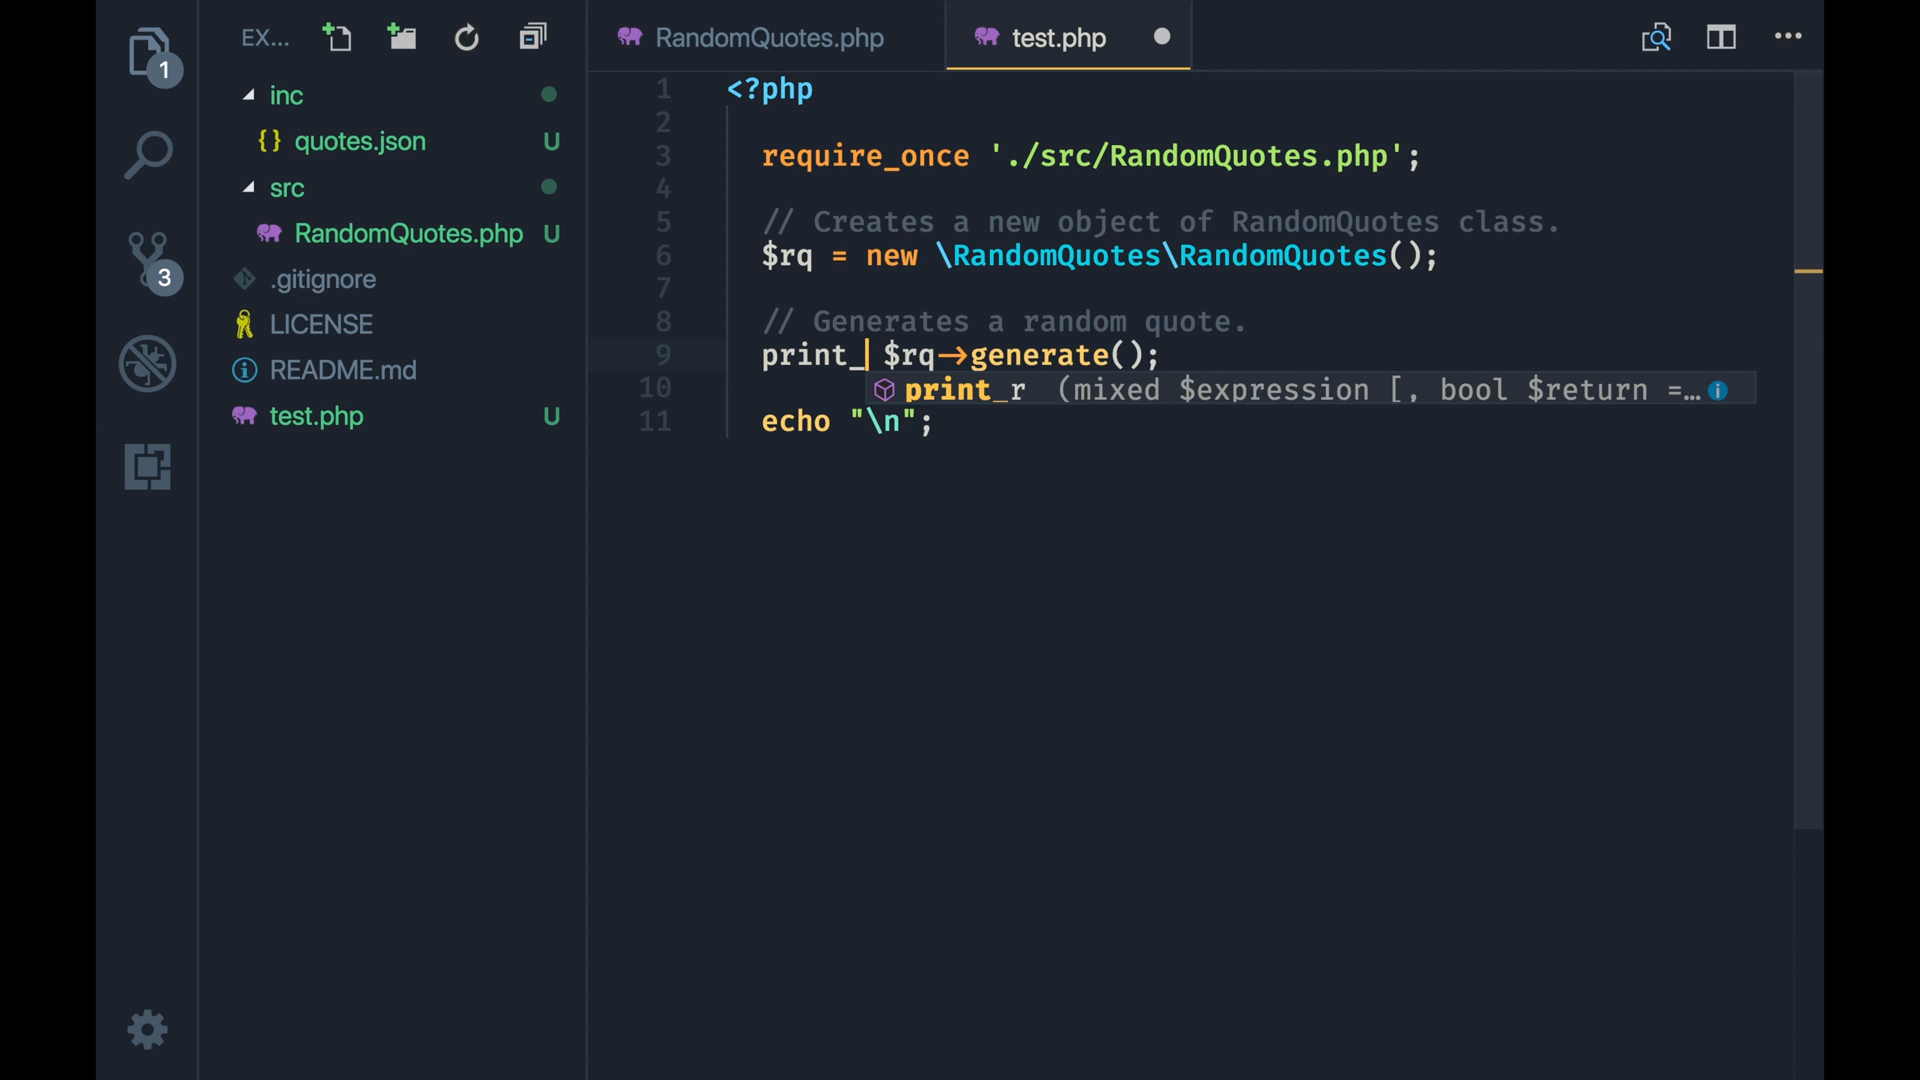 EX...
1
inc
{} quotes.json U
src
RandomQuotes.php U
3
.gitignore
LICENSE
README.md
test.php U
RandomQuotes.php
test.php
1 <?php
2
3 require_once './src/RandomQuotes.php';
4
5 // Creates a new object of RandomQuotes class.
6 $rq = new \RandomQuotes\RandomQuotes();
7
8 // Generates a random quote.
9 print_ $rq->generate();
10 print_r (mixed $expression [, bool $return =…
11 echo "\n";